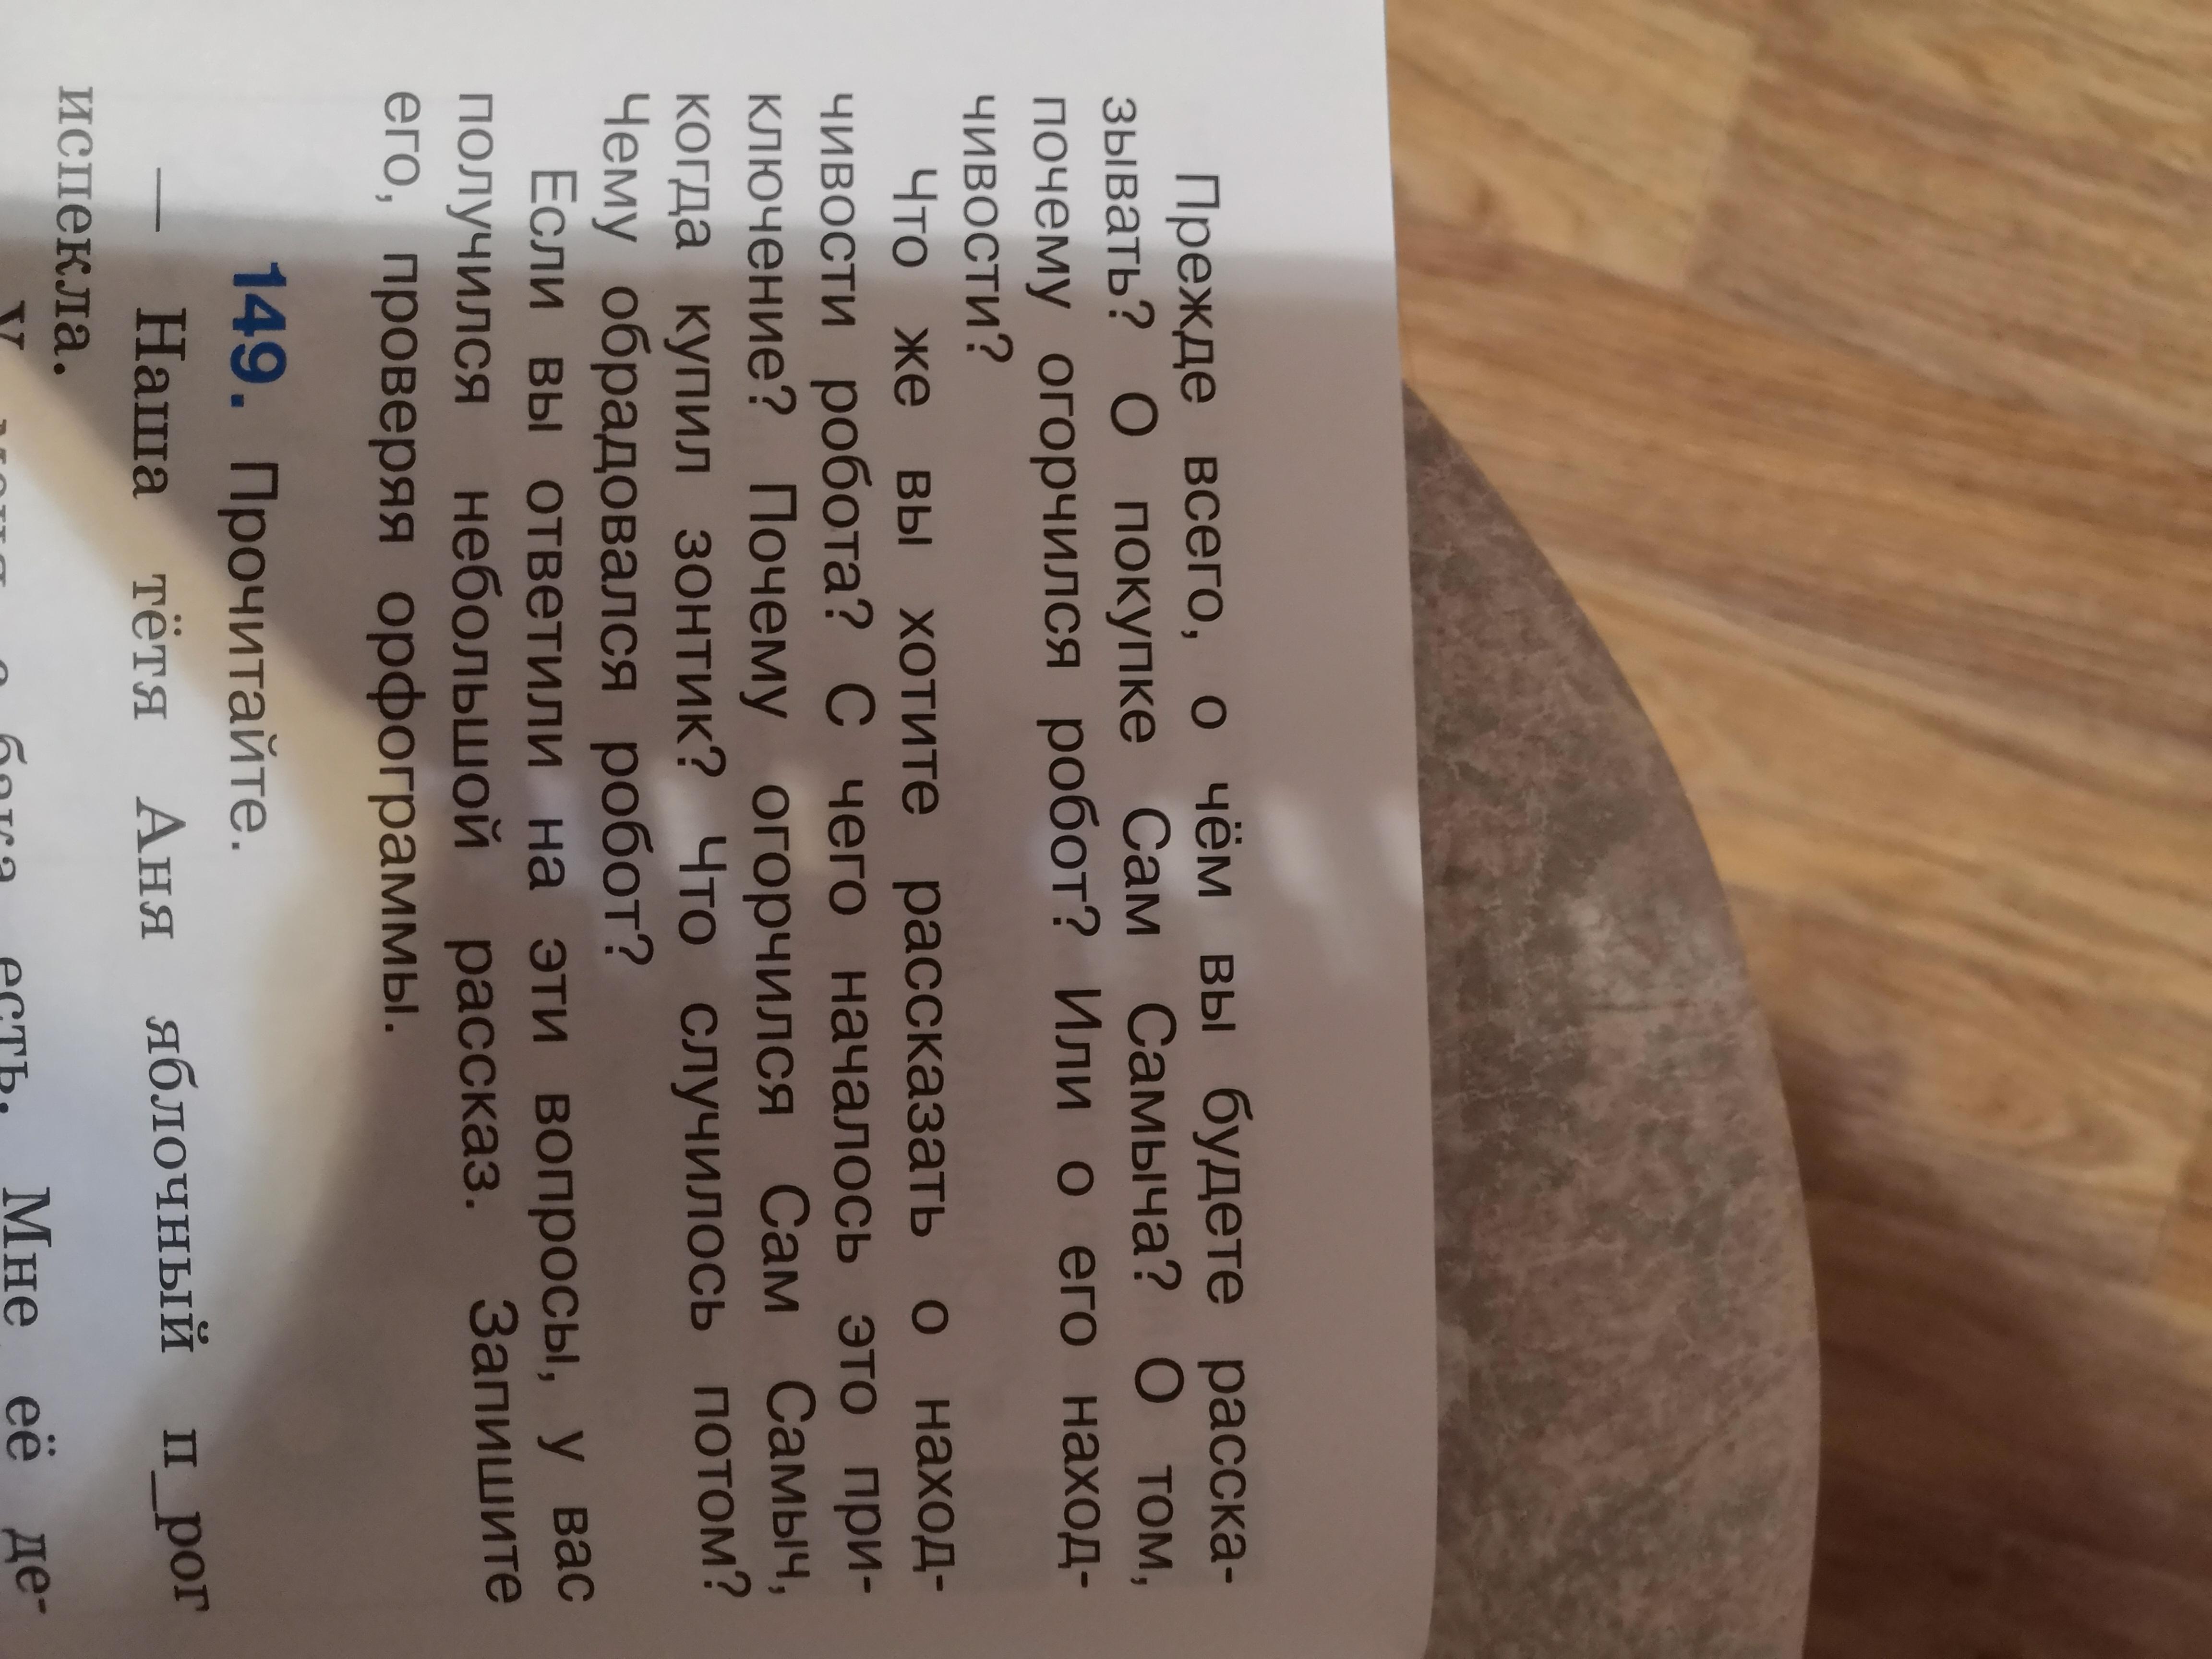 Прежде всего, о чём вы будете расска-
зывать? О покупке Сам Самыча? О том,
почему огорчился робот? Или о его наход-
чивости?
Что же вы хотите рассказать о наход-
чивости робота? С чего началось это при-
ключение? Почему огорчился Сам Самыч,
когда купил зонтик? Что случилось потом?
Чему обрадовался робот?
Если вы ответили на эти вопросы, у вас
получился небольшой рассказ. Запишите
его, проверяя орфограммы.
149. Прочитайте.
— Наша тётя Аня яблочный п_рог
испекла.
есть. Мне её де-